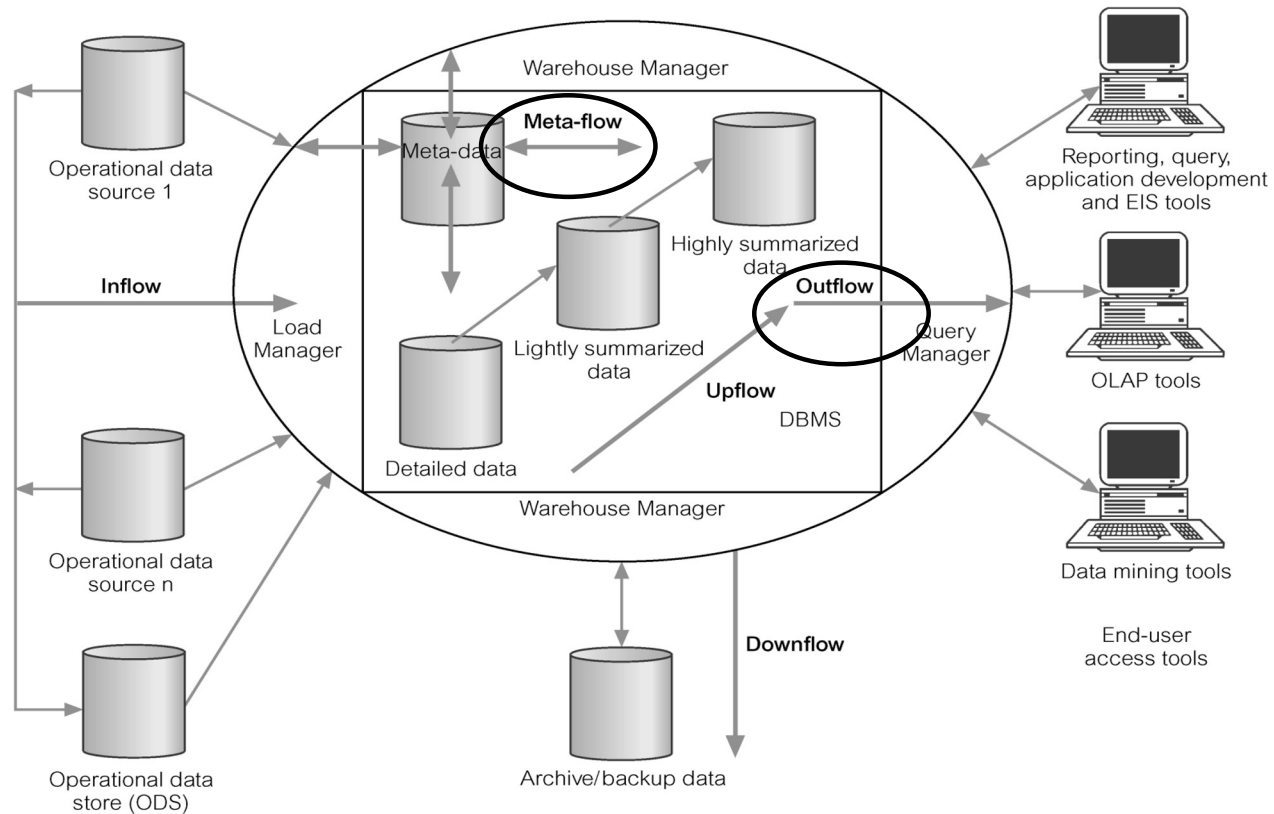 Warehouse Manager
Meta-flow
Meta-data
Operational data
source 1
Reporting, query,
application development
and EIS tools
Highly summarized
data
Inflow
Outflow
Load
Manager
Query
Manager
Lightly summarized
data
OLAP tools
Upflow
DBMS
Detailed data
Warehouse Manager
Operational data
source n
Data mining tools
End-user
access tools
Downflow
Archive/backup data
Operational data
store (ODS)